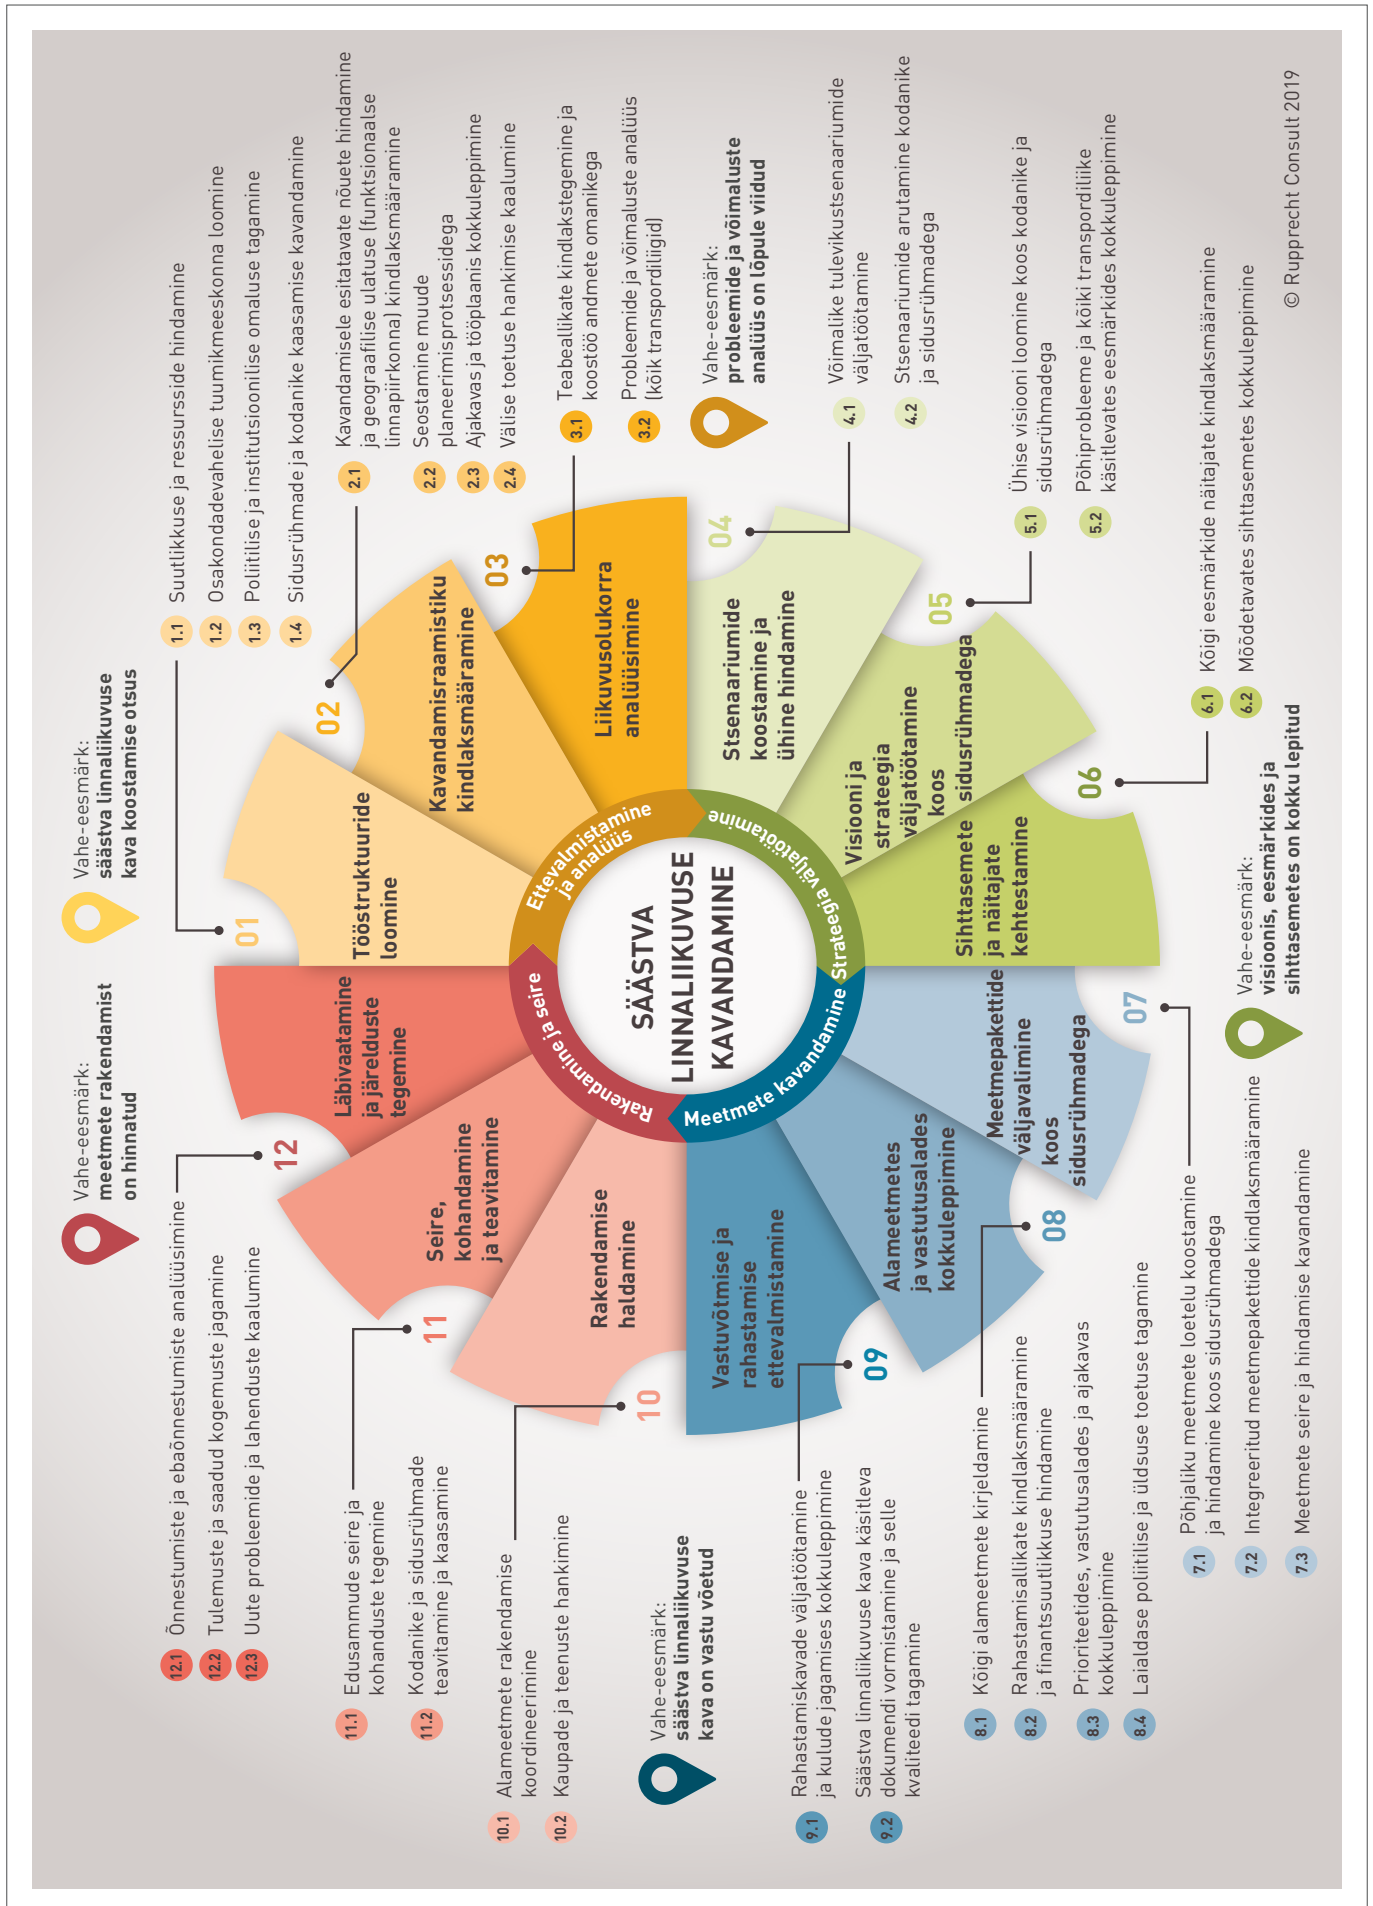 SÄÄSTVA
LINNALIIKUVUSE
KAVANDAMINE
Ettevalmistamine
ja analüüs
Strateegia väljatöötamine
Meetmete kavandamine
Rakendamine ja seire
Vahe-eesmärk:
säästva linnaliikuvuse
kava koostamise otsus
01
Tööstruktuuride
loomine
1.1 Suutlikkuse ja ressursside hindamine
1.2 Osakondadevahelise tuumikmeeskonna loomine
1.3 Poliitilise ja institutsioonilise omaluse tagamine
1.4 Sidusrühmade ja kodanike kaasamise kavandamine
02
Kavandamisraamistiku
kindlaksmääramine
2.1 Kavandamisele esitatavate nõuete hindamine
ja geograafilise ulatuse (funktsionaalse
linnapiirkonna) kindlaksmääramine
2.2 Seostamine muude
planeerimisprotsessidega
2.3 Ajakavas ja tööplaanis kokkuleppimine
2.4 Välise toetuse hankimise kaalumine
03
Liikuvusolukorra
analüüsimine
3.1 Teabeallikate kindlakstegemine ja
koostöö andmete omanikega
3.2 Probleemide ja võimaluste analüüs
(kõik transpordiliigid)
Vahe-eesmärk:
probleemide ja võimaluste
analüüs on lõpule viidud
04
Stsenaariumide
koostamine ja
ühine hindamine
4.1 Võimalike tulevikustsenaariumide
väljatöötamine
4.2 Stsenaariumide arutamine kodanike
ja sidusrühmadega
05
Visiooni ja
strateegia
väljatöötamine
koos
sidusrühmadega
5.1 Ühise visiooni loomine koos kodanike ja
sidusrühmadega
5.2 Põhiprobleeme ja kõiki transpordiliike
käsitlevates eesmärkides kokkuleppimine
06
Sihttasemete
ja näitajate
kehtestamine
6.1 Kõigi eesmärkide näitajate kindlaksmääramine
6.2 Mõõdetavates sihttasemetes kokkuleppimine
Vahe-eesmärk:
visioonis, eesmärkides ja
sihttasemetes on kokku lepitud
07
Meetmepakettide
väljavalimine
koos
sidusrühmadega
7.1 Põhjaliku meetmete loetelu koostamine
ja hindamine koos sidusrühmadega
7.2 Integreeritud meetmepakettide kindlaksmääramine
7.3 Meetmete seire ja hindamise kavandamine
08
Alameetmetes
ja vastutusalades
kokkuleppimine
8.1 Kõigi alameetmete kirjeldamine
8.2 Rahastamisallikate kindlaksmääramine
ja finantssuutlikkuse hindamine
8.3 Prioriteetides, vastutusalades ja ajakavas
kokkuleppimine
8.4 Laialdase poliitilise ja üldsuse toetuse tagamine
09
Vastuvõtmise ja
rahastamise
ettevalmistamine
9.1 Rahastamiskavade väljatöötamine
ja kulude jagamises kokkuleppimine
9.2 Säästva linnaliikuvuse kava käsitleva
dokumendi vormistamine ja selle
kvaliteedi tagamine
Vahe-eesmärk:
säästva linnaliikuvuse
kava on vastu võetud
10
Rakendamise
haldamine
10.1 Alameetmete rakendamise
koordineerimine
10.2 Kaupade ja teenuste hankimine
11
Seire,
kohandamine
ja teavitamine
11.1 Edusammude seire ja
kohanduste tegemine
11.2 Kodanike ja sidusrühmade
teavitamine ja kaasamine
12
Läbivaatamine
ja järelduste
tegemine
12.1 Õnnestumiste ja ebaõnnestumiste analüüsimine
12.2 Tulemuste ja saadud kogemuste jagamine
12.3 Uute probleemide ja lahenduste kaalumine
Vahe-eesmärk:
meetmete rakendamist
on hinnatud
© Rupprecht Consult 2019